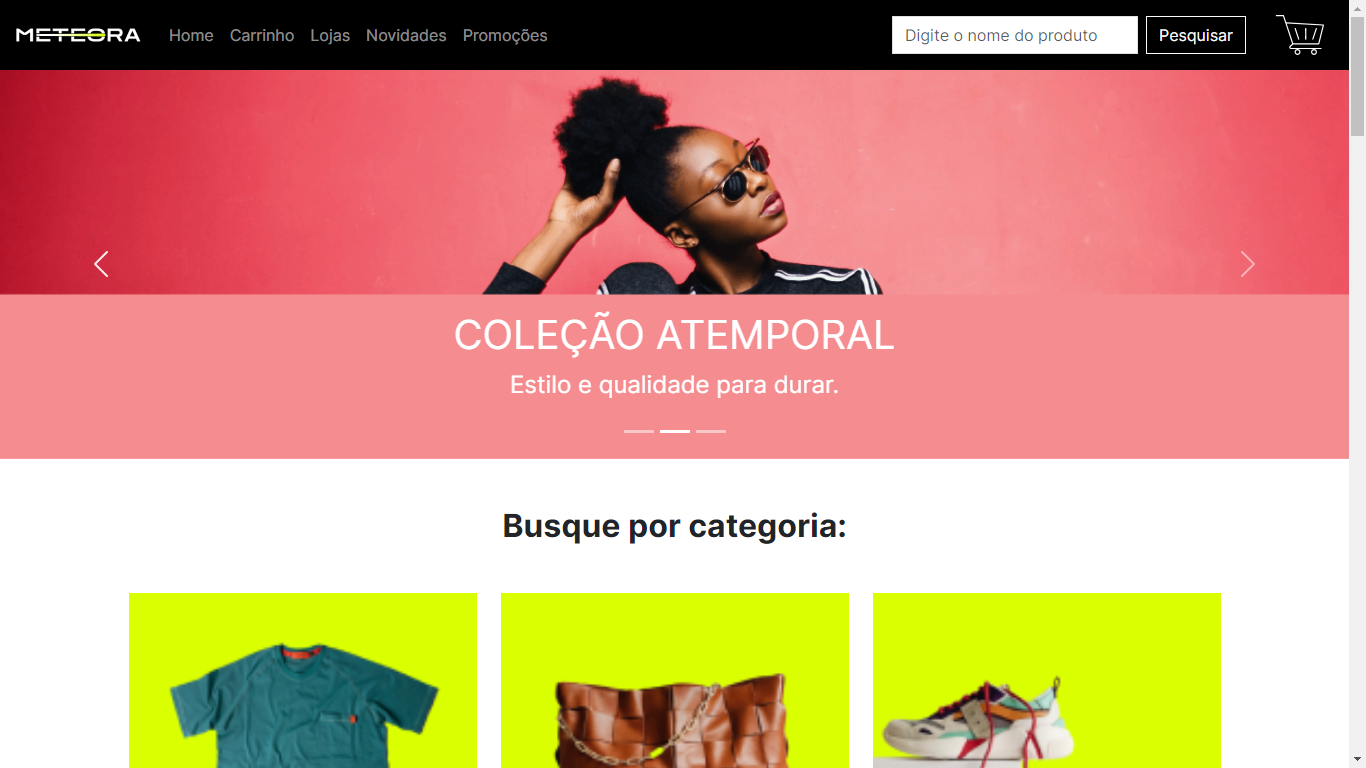 METEORA Home Carrinho Lojas Novidades Promoções Digite o nome do produto Pesquisar
COLEÇÃO ATEMPORAL
Estilo e qualidade para durar.
Busque por categoria: